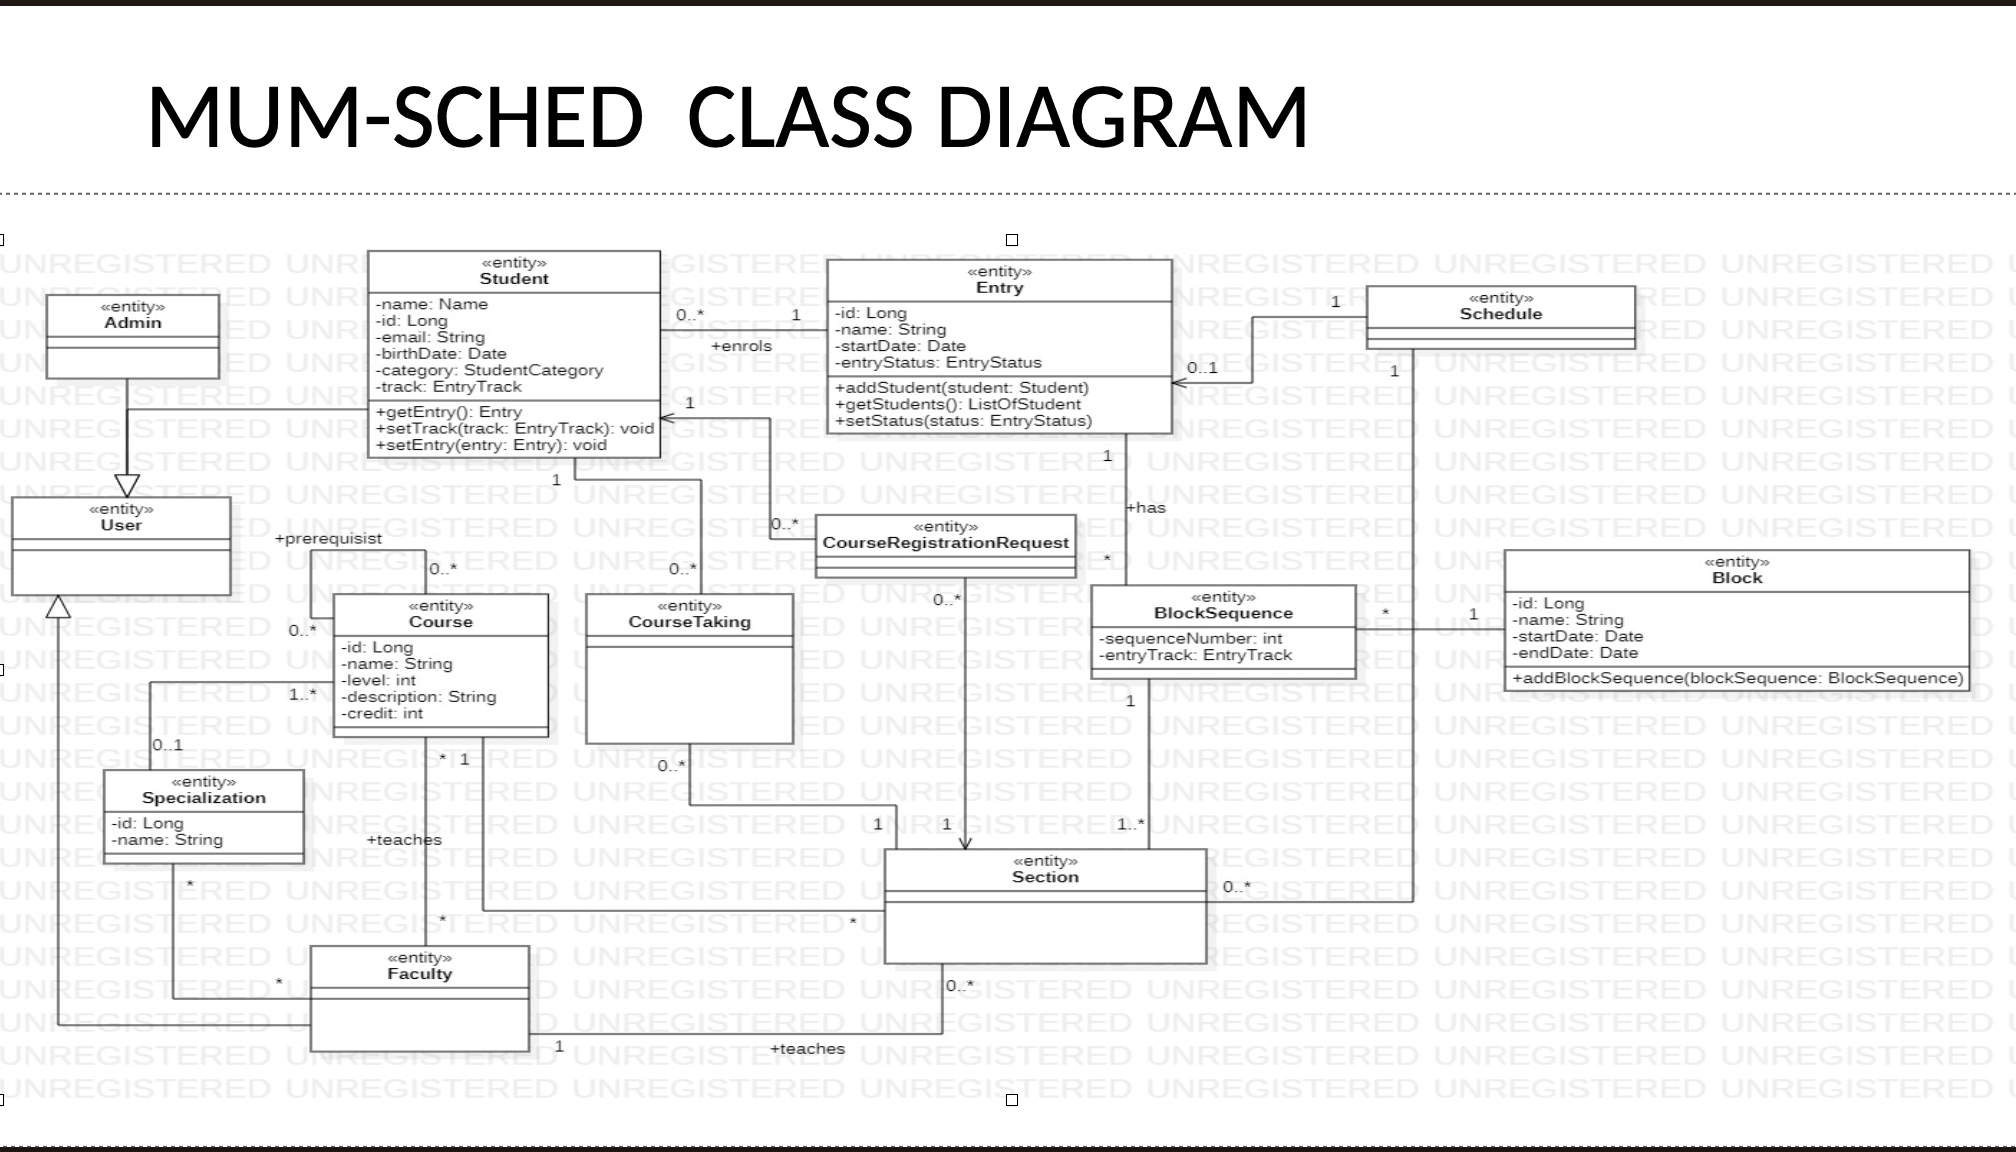 MUM-SCHED CLASS DIAGRAM
«entity»
Admin
«entity»
Student
-name: Name
-id: Long
-email: String
-birthDate: Date
-category: StudentCategory
-track: EntryTrack
+getEntry(): Entry
+setTrack(track: EntryTrack): void
+setEntry(entry: Entry): void
0..*
1
+enrols
«entity»
Entry
-id: Long
-name: String
-startDate: Date
-entryStatus: EntryStatus
+addStudent(student: Student)
+getStudents(): ListOfStudent
+setStatus(status: EntryStatus)
1
0..1
«entity»
Schedule
1
1
1
1
+has
*
0..*
0..*
«entity»
User
+prerequisist
0..*
0..*
«entity»
CourseRegistrationRequest
0..*
«entity»
Course
-id: Long
-name: String
-level: int
-description: String
-credit: int
«entity»
CourseTaking
«entity»
BlockSequence
-sequenceNumber: int
-entryTrack: EntryTrack
*
1
«entity»
Block
-id: Long
-name: String
-startDate: Date
-endDate: Date
+addBlockSequence(blockSequence: BlockSequence)
1..*
0..1
* 1
0..*
1
«entity»
Specialization
-id: Long
-name: String
+teaches
1
1
1..*
«entity»
Section
*
*
*
0..*
«entity»
Faculty
*
0..*
1
+teaches
UNREGISTERED UNREGISTERED UNREGISTERED UNREGISTERED UNREGISTERED UNREGISTERED UNREGISTERED